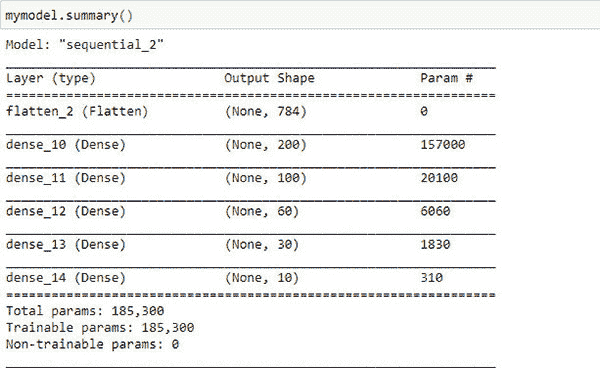 mymodel.summary()
Model: "sequential_2"
Layer (type) Output Shape Param #
flatten_2 (Flatten) (None, 784) 0
dense_10 (Dense) (None, 200) 157000
dense_11 (Dense) (None, 100) 20100
dense_12 (Dense) (None, 60) 6060
dense_13 (Dense) (None, 30) 1830
dense_14 (Dense) (None, 10) 310
Total params: 185,300
Trainable params: 185,300
Non-trainable params: 0